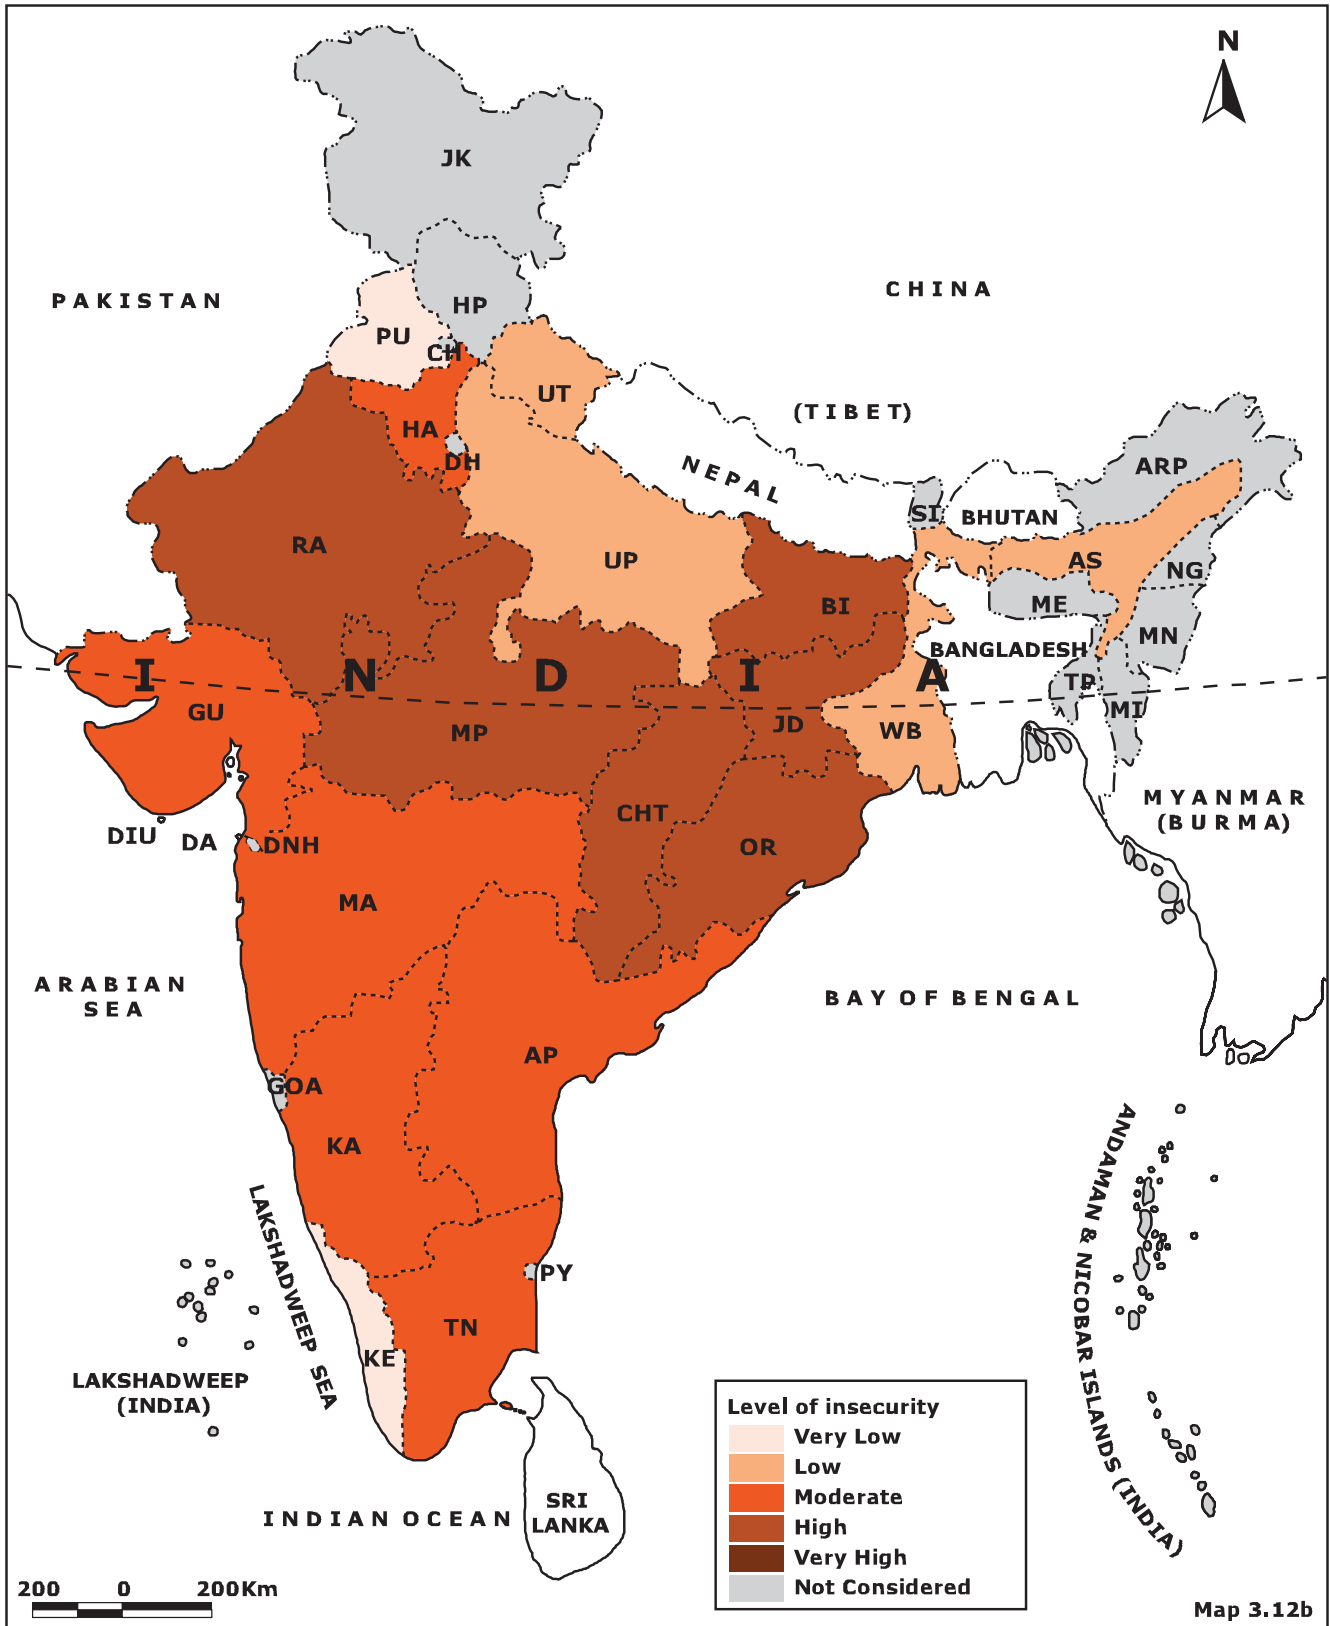 N
JK
PAKISTAN
CHINA
HP
PU
CH
UT
(TIBET)
HA
DH
NEPAL
ARP
SI
BHUTAN
RA
UP
AS
NG
BI
ME
MN
BANGLADESH
I N D I A
TP
MI
GU
MP
JD
WB
CHT
MYANMAR
(BURMA)
DIU
DA
DNH
OR
MA
ARABIAN
SEA
BAY OF BENGAL
AP
GOA
KA
ANDAMAN & NICOBAR ISLANDS (INDIA)
LAKSHADWEEP SEA
PY
TN
KE
LAKSHADWEEP
(INDIA)
Level of insecurity
Very Low
Low
Moderate
High
Very High
Not Considered
INDIAN OCEAN
SRI
LANKA
200 0 200Km
Map 3.12b